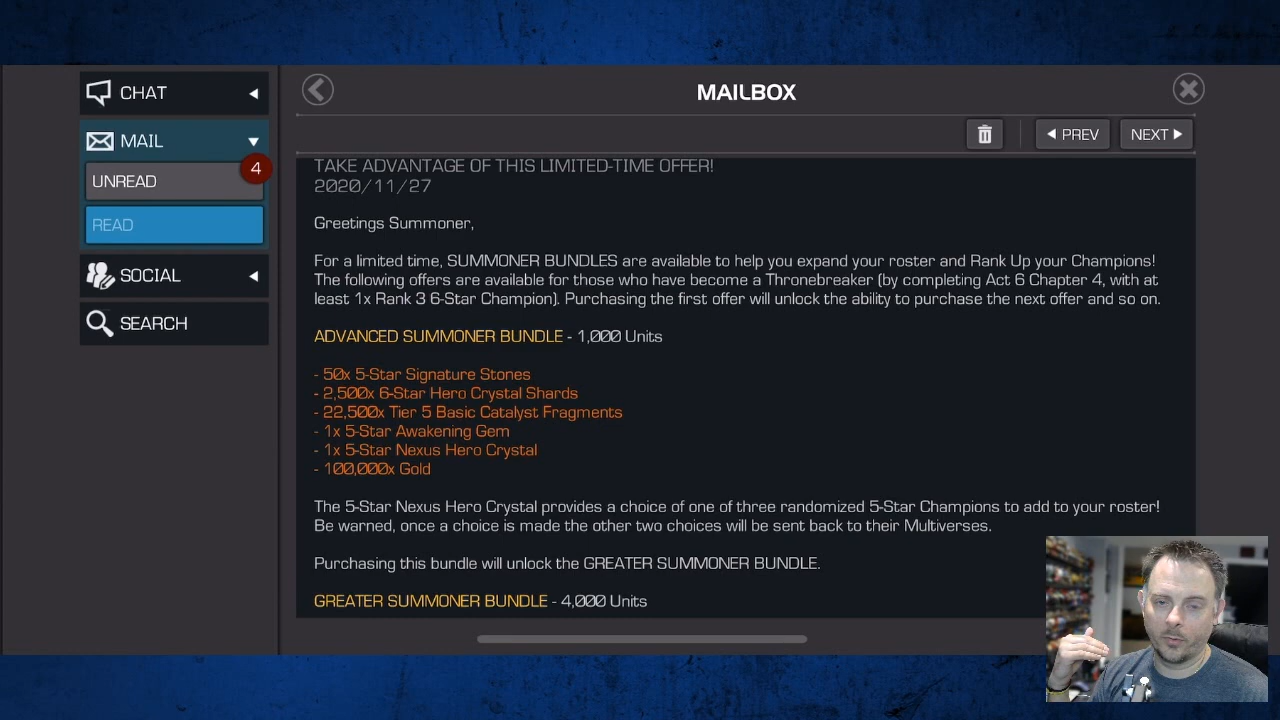 CHAT
MAILBOX
MAIL
PREV
NEXT
4
UNREAD
READ
SOCIAL
SEARCH
TAKE ADVANTAGE OF THIS LIMITED-TIME OFFER!
2020/11/27
Greetings Summoner,
For a limited time, SUMMONER BUNDLES are available to help you expand your roster and Rank Up your Champions!
The following offers are available for those who have become a Thronebreaker (by completing Act 6 Chapter 4, with at
least 1x Rank 3 6-Star Champion). Purchasing the first offer will unlock the ability to purchase the next offer and so on.
ADVANCED SUMMONER BUNDLE - 1,000 Units
- 50x 5-Star Signature Stones
- 2,500x 6-Star Hero Crystal Shards
- 22,500x Tier 5 Basic Catalyst Fragments
- 1x 5-Star Awakening Gem
- 1x 5-Star Nexus Hero Crystal
- 100,000x Gold
The 5-Star Nexus Hero Crystal provides a choice of one of three randomized 5-Star Champions to add to your roster!
Be warned, once a choice is made the other two choices will be sent back to their Multiverses.
Purchasing this bundle will unlock the GREATER SUMMONER BUNDLE.
GREATER SUMMONER BUNDLE - 4,000 Units